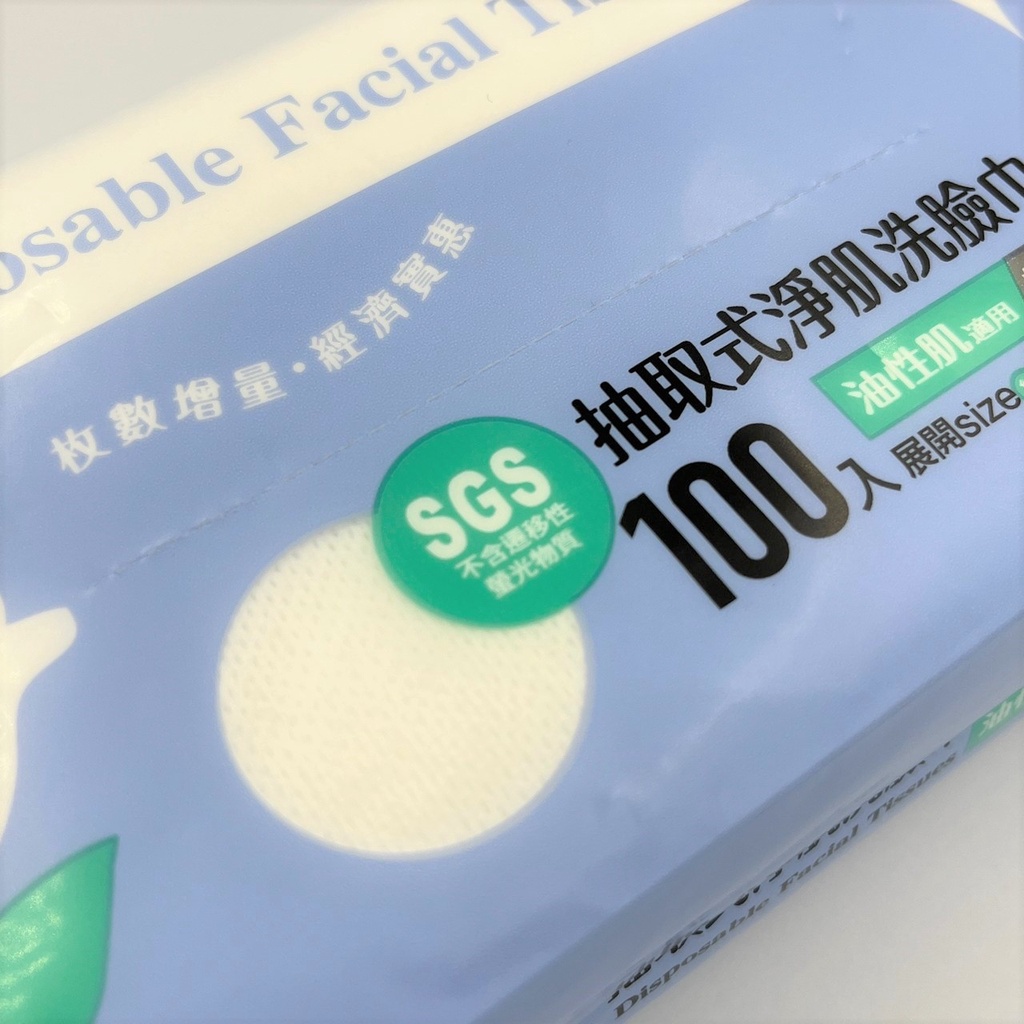 Disposable Facial Tissues
枚數增量・經濟實惠
抽取式淨肌洗臉巾
油性肌適用
100入 展開size
SGS
不含遷移性
螢光物質
Disposable Facial Tissues